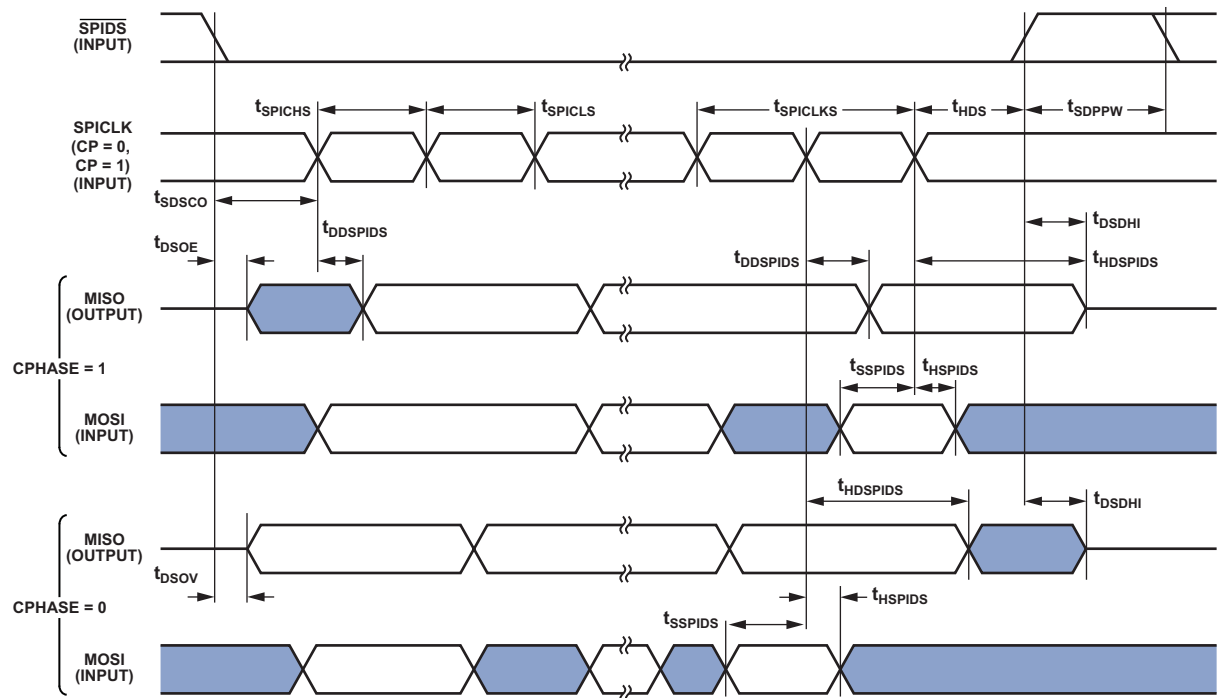 SPIDS
(INPUT)
tSPICHS
tSPICLS
tSPICLKS
tHDS
tSDPPW
SPICLK
(CP = 0,
CP = 1)
(INPUT)
tSDSCO
tDDSPIDS
tDSOE
tDSDHI
tDDSPIDS
tHDSPIDS
MISO
(OUTPUT)
CPHASE = 1
tSSPIDS
tHSPIDS
MOSI
(INPUT)
tHDSPIDS
tDSDHI
MISO
(OUTPUT)
tDSOV
CPHASE = 0
tHSPIDS
tSSPIDS
MOSI
(INPUT)